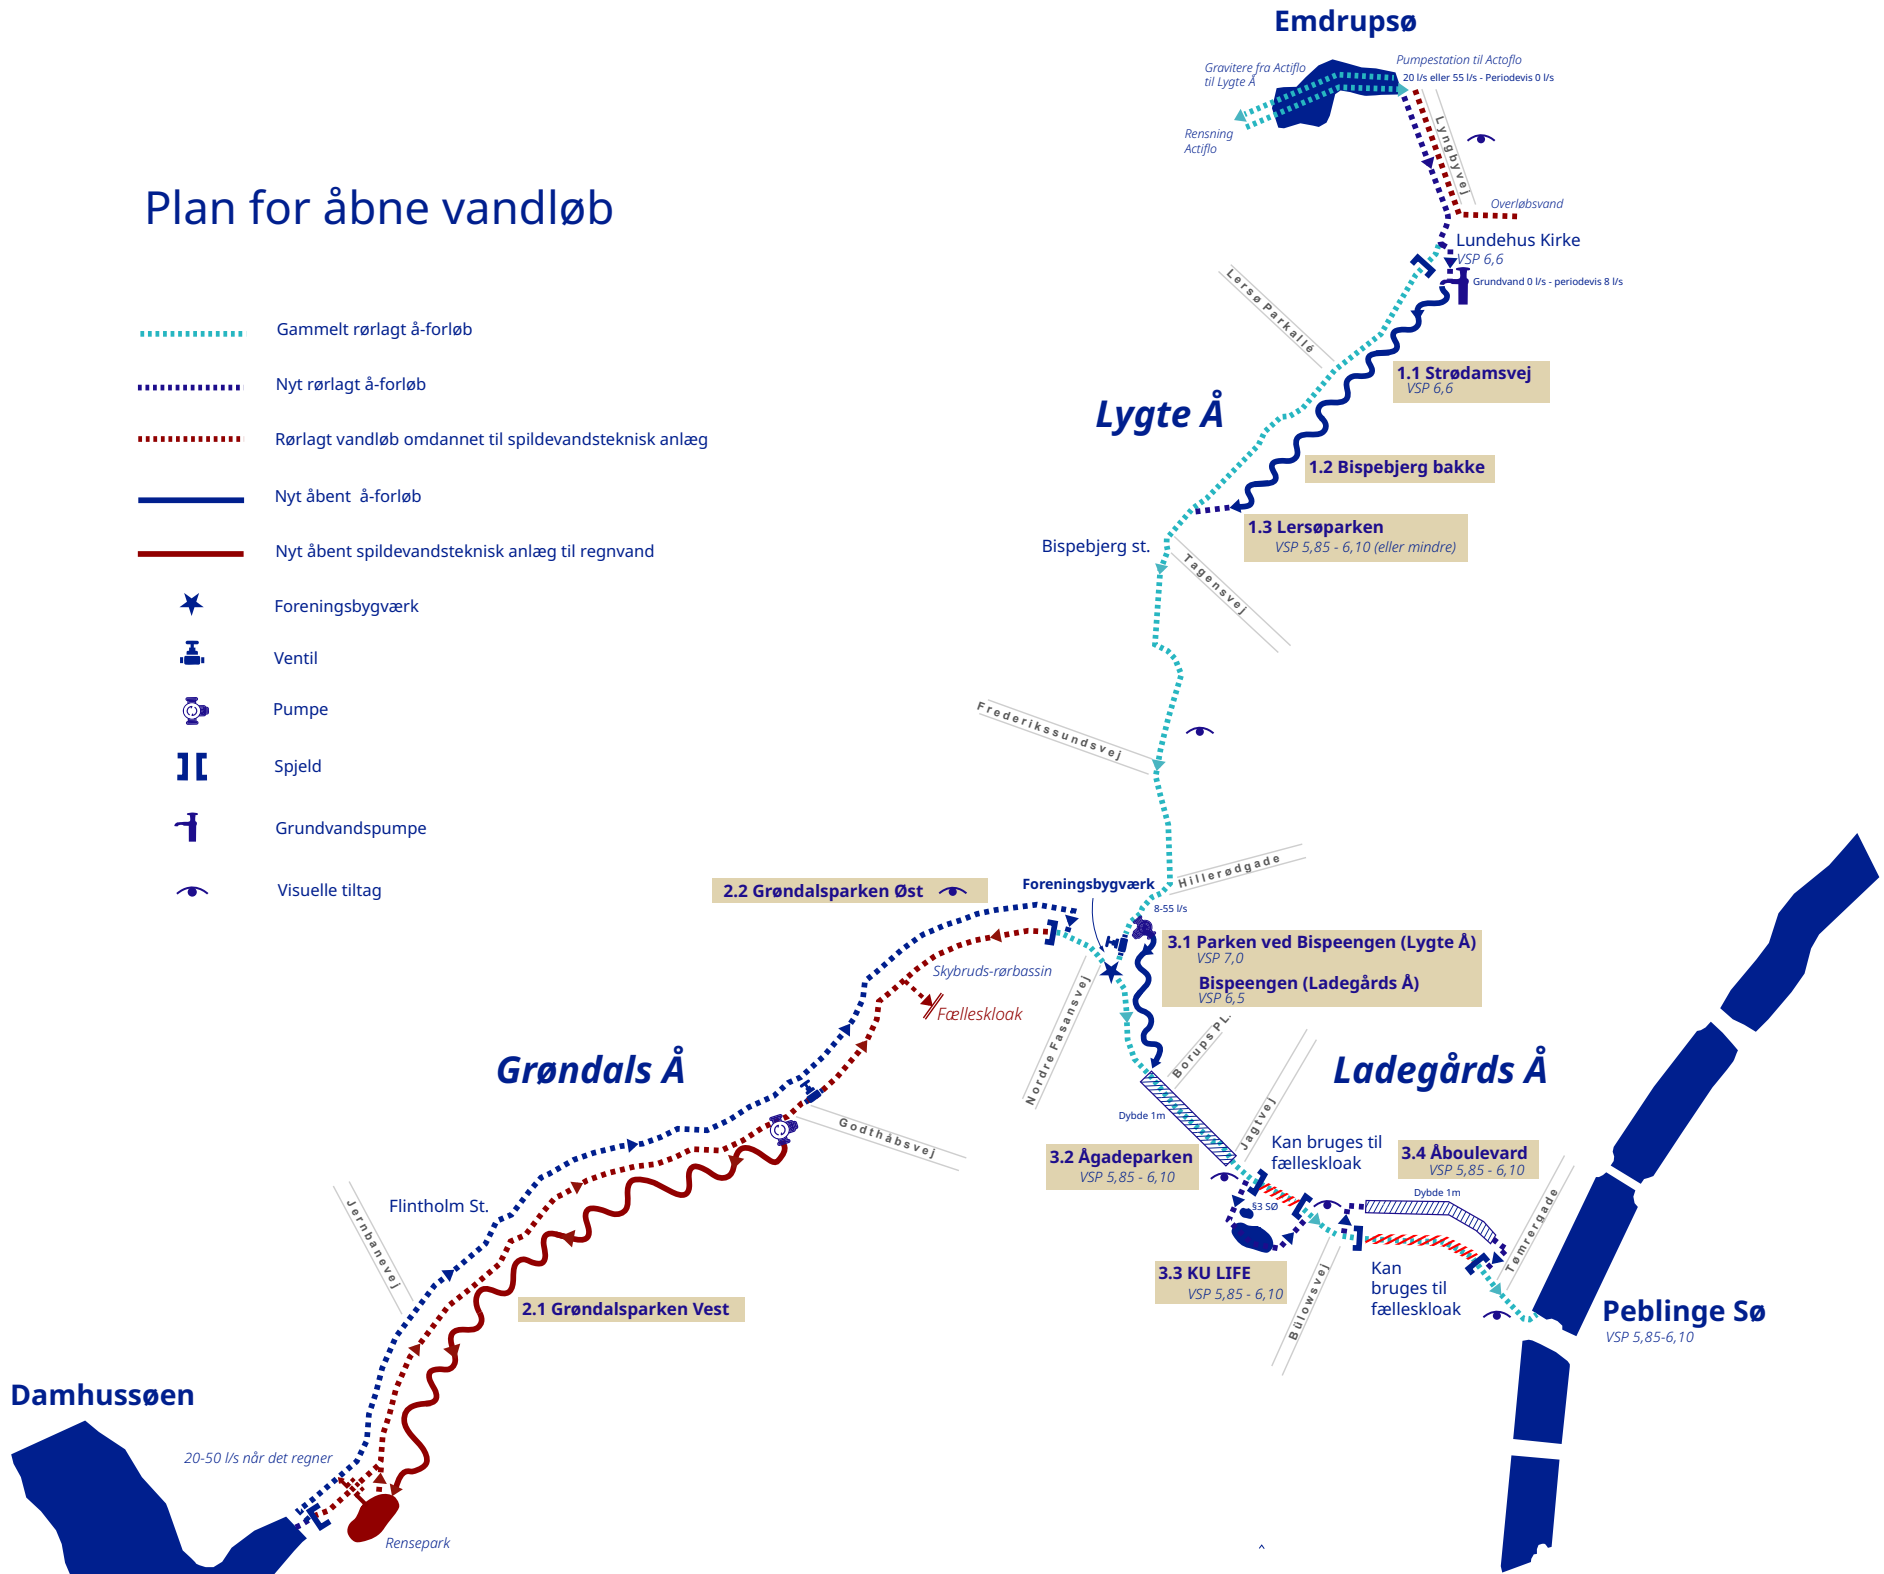 Emdrupsø
Gravitere fra Actiflo
til Lygte Å
Pumpestation til Actoflo
20 l/s eller 55 l/s - Periodevis 0 l/s
Rensning
Actiflo
Lyngbyvej
Overløbsvand
Lundehus Kirke
VSP 6,6
Grundvand 0 l/s - periodevis 8 l/s
Plan for åbne vandløb
Gammelt rørlagt å-forløb
Nyt rørlagt å-forløb
Rørlagt vandløb omdannet til spildevandsteknisk anlæg
Nyt åbent å-forløb
Nyt åbent spildevandsteknisk anlæg til regnvand
Foreningsbygværk
Ventil
Pumpe
Spjeld
Grundvandspumpe
Visuelle tiltag
Lersø Parkallé
1.1 Strødamsvej
VSP 6,6
Lygte Å
1.2 Bispebjerg bakke
1.3 Lersøparken
VSP 5,85 - 6,10 (eller mindre)
Bispebjerg st.
Tagensvej
Frederikssundsvej
Hillerødgade
2.2 Grøndalsparken Øst
Foreningsbygværk
8-55 l/s
3.1 Parken ved Bispeengen (Lygte Å)
VSP 7,0
Bispeengen (Ladegårds Å)
VSP 6,5
Skybruds-rørbassin
Fælleskloak
Nordre Fasansvej
Borups PL.
Grøndals Å
Ladegårds Å
Dybde 1m
Jagtvej
Godthåbsvej
Kan bruges til
fælleskloak
3.2 Ågadeparken
VSP 5,85 - 6,10
3.4 Åboulevard
VSP 5,85 - 6,10
Dybde 1m
§3 SØ
Tømrergade
Flintholm St.
Jernbanevej
3.3 KU LIFE
VSP 5,85 - 6,10
Bülowsvej
Kan
bruges til
fælleskloak
2.1 Grøndalsparken Vest
Peblinge Sø
VSP 5,85-6,10
Damhussøen
20-50 l/s når det regner
Rensepark
^